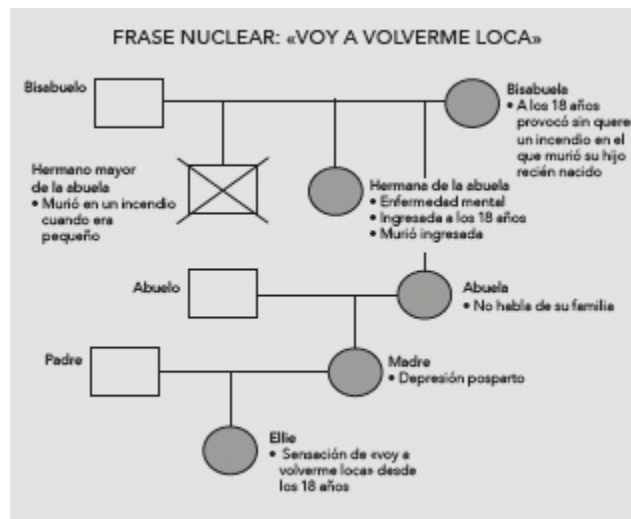 FRASE NUCLEAR: «VOY A VOLVERME LOCA»
Bisabuelo
Bisabuela
• A los 18 años
provocó sin querer
un incendio en el
que murió su hijo
recién nacido
Hermano mayor
de la abuela
• Murió en un incendio
cuando era
pequeño
Hermana de la abuela
• Enfermedad mental
• Ingresada a los 18 años
• Murió ingresada
Abuelo
Abuela
• No habla de su familia
Padre
Madre
• Depresión posparto
Ellie
• Sensación de «voy a
volverme loca» desde
los 18 años